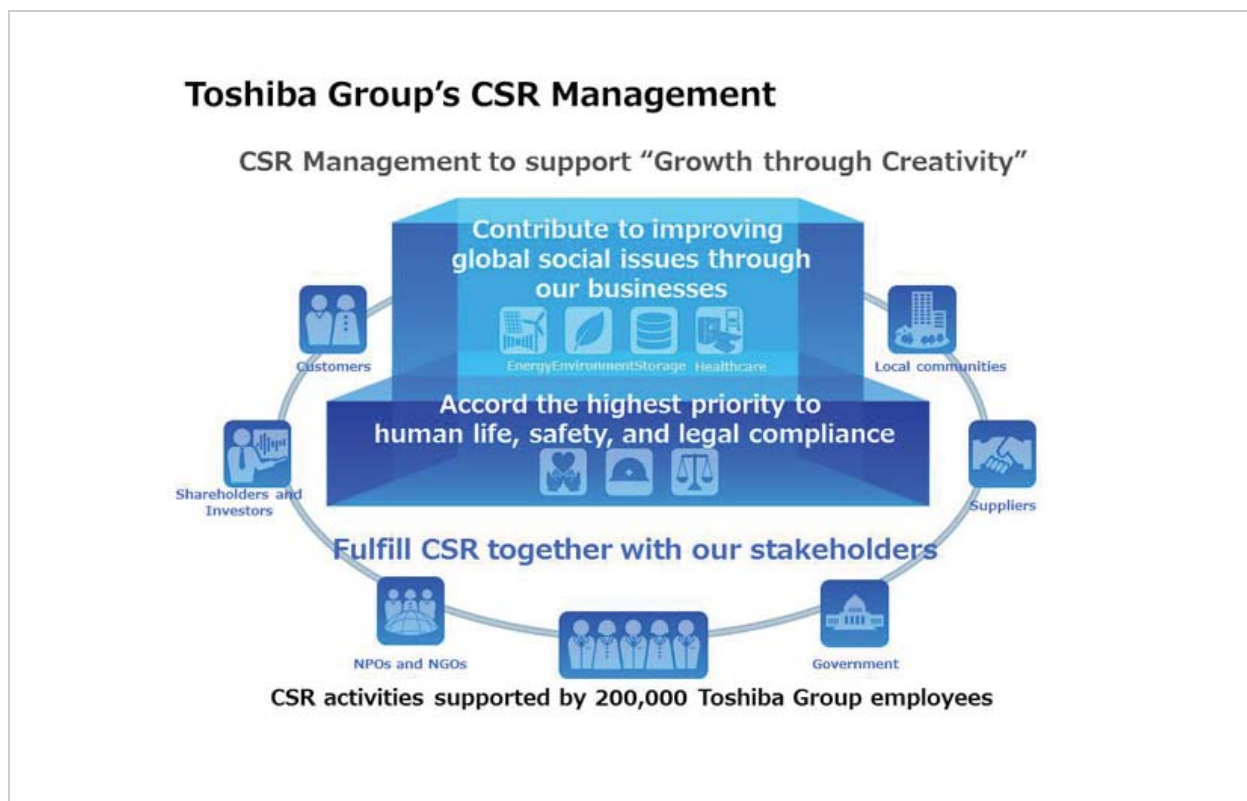 Toshiba Group’s CSR Management
CSR Management to support “Growth through Creativity”
Contribute to improving
global social issues through
our businesses
Energy
Environment
Storage
Healthcare
Customers
Local communities
Accord the highest priority to
human life, safety, and legal compliance
Shareholders and
Investors
Suppliers
Fulfill CSR together with our stakeholders
NPOs and NGOs
Government
CSR activities supported by 200,000 Toshiba Group employees